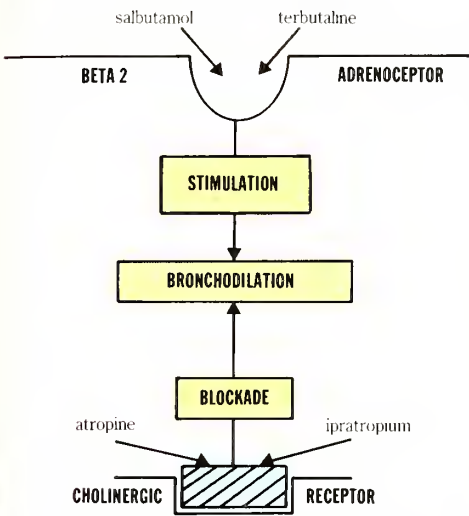 salbutamol terbutaline
BETA 2 ADRENOCEPTOR
STIMULATION
BRONCHODILATION
BLOCKADE
atropine ipratropium
CHOLINERGIC RECEPTOR